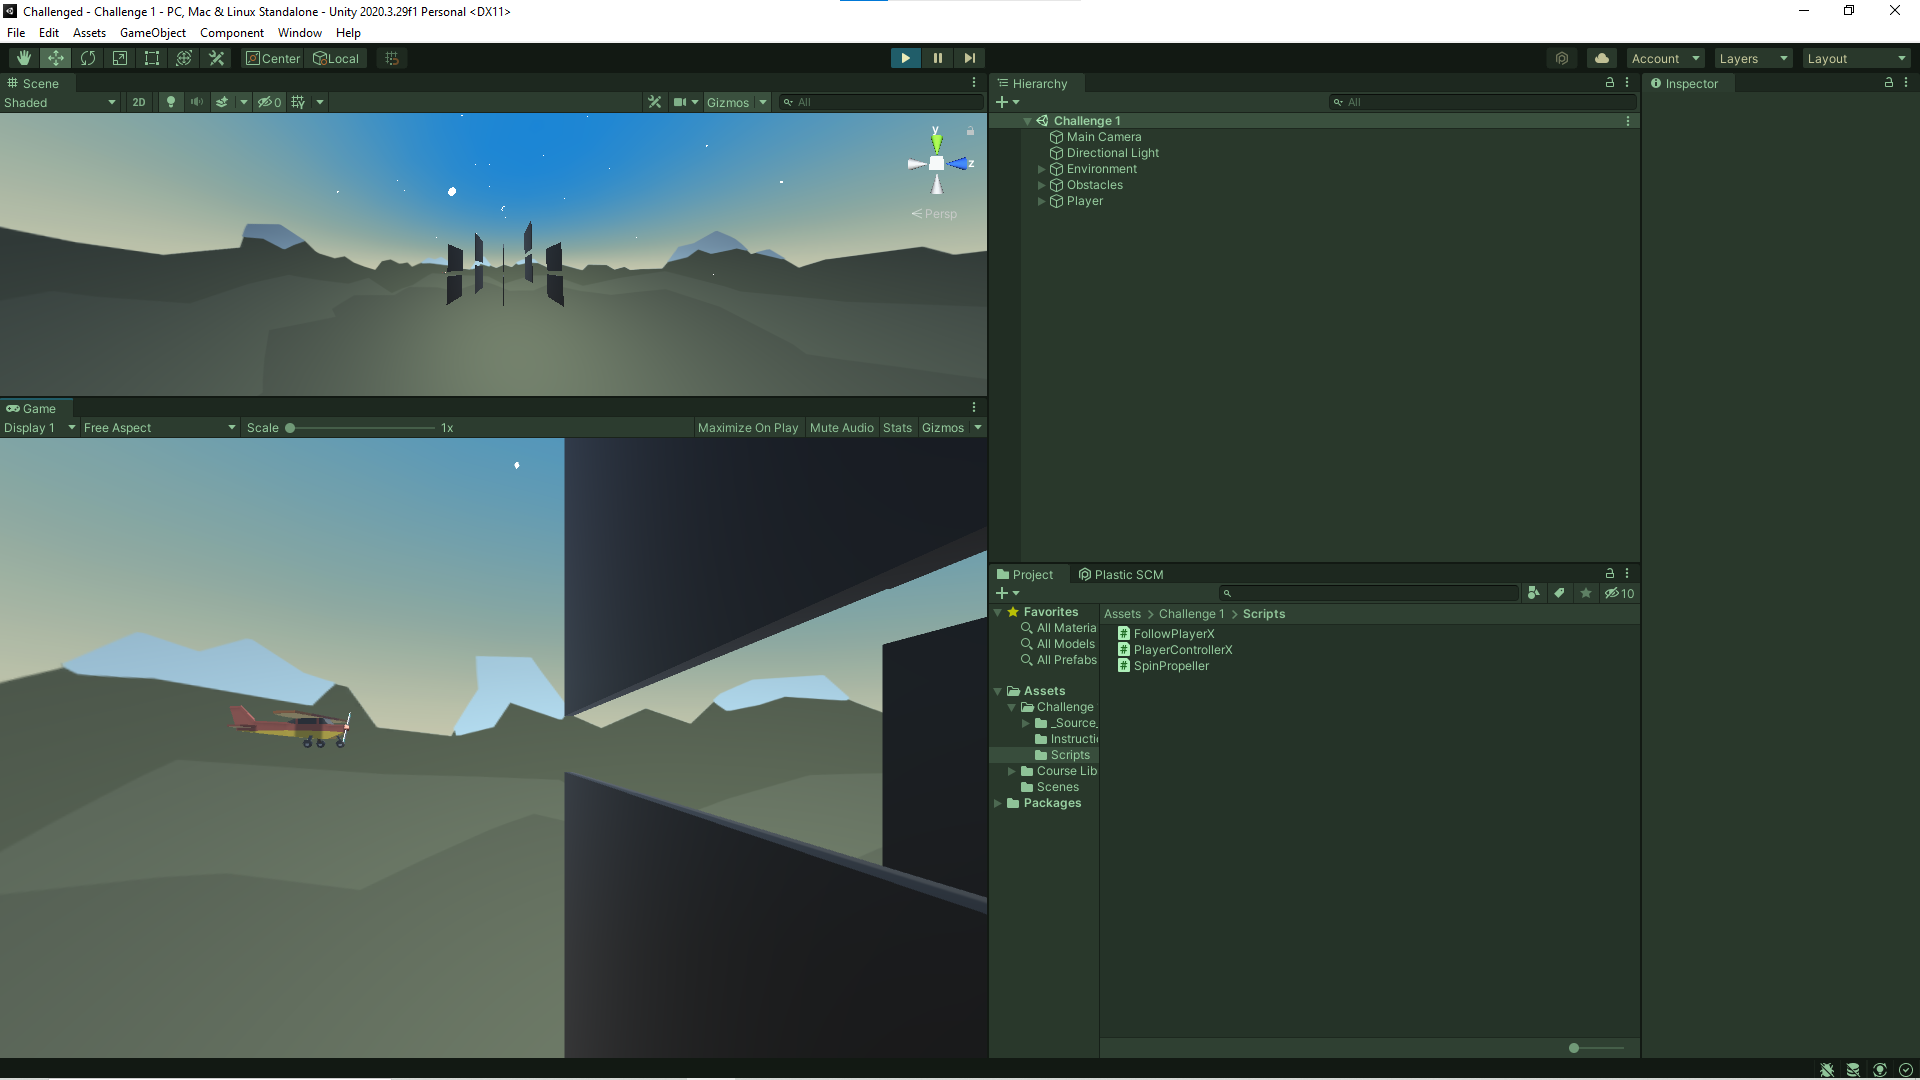 Challenged - Challenge 1 - PC, Mac & Linux Standalone - Unity 2020.3.29f1 Personal <DX11>
File Edit Assets GameObject Component Window Help
Center Local Account Layers Layout
Scene
Shaded 2D 0 Gizmos All
y
z
Persp
Game
Display 1 Free Aspect Scale 1x Maximize On Play Mute Audio Stats Gizmos
Hierarchy
All
Challenge 1
Main Camera
Directional Light
Environment
Obstacles
Player
Inspector
Project Plastic SCM
10
Favorites
All Materia
All Models
All Prefabs
Assets
Challenge
_Source_
Instructi
Scripts
Course Lib
Scenes
Packages
Assets > Challenge 1 > Scripts
# FollowPlayerX
# PlayerControllerX
# SpinPropeller